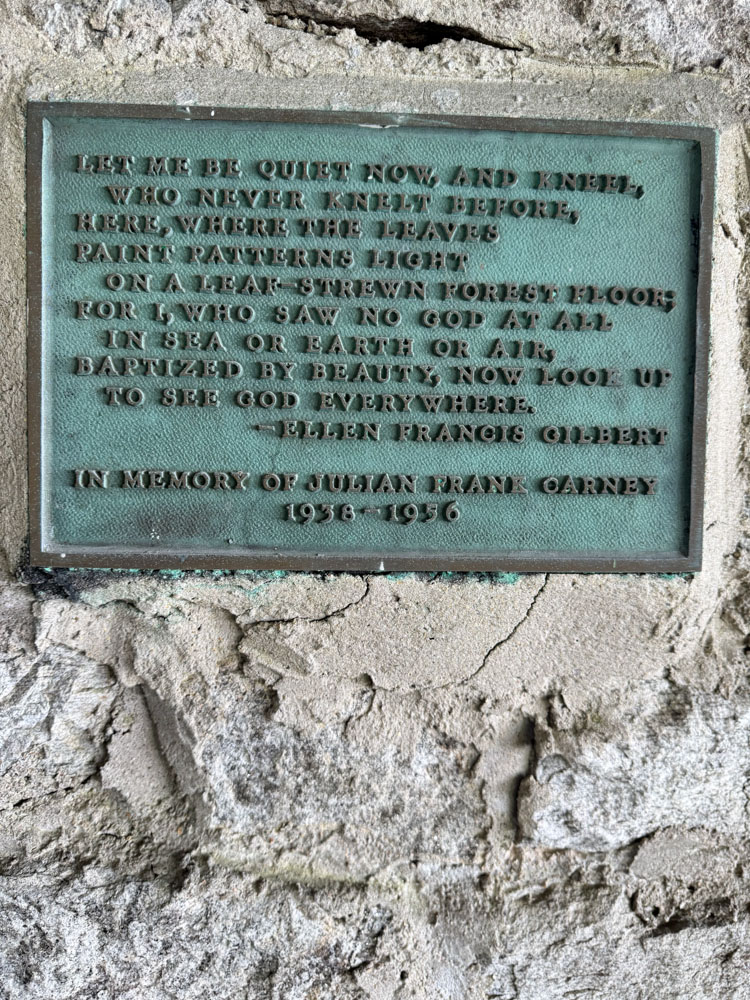 LET ME BE QUIET NOW, AND KNEEL,
WHO NEVER KNELT BEFORE,
HERE, WHERE THE LEAVES
PAINT PATTERNS LIGHT
ON A LEAF-STREWN FOREST FLOOR;
FOR I, WHO SAW NO GOD AT ALL
IN SEA OR EARTH OR AIR,
BAPTIZED BY BEAUTY, NOW LOOK UP
TO SEE GOD EVERYWHERE.
-ELLEN FRANCIS GILBERT
IN MEMORY OF JULIAN FRANK CARNEY
1938-1956